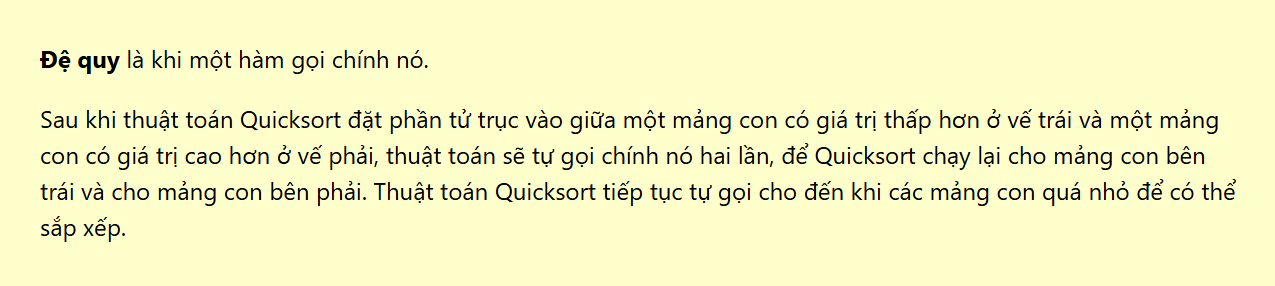 Đệ quy là khi một hàm gọi chính nó.
Sau khi thuật toán Quicksort đặt phần tử trục vào giữa một mảng con có giá trị thấp hơn ở vế trái và một mảng
con có giá trị cao hơn ở vế phải, thuật toán sẽ tự gọi chính nó hai lần, để Quicksort chạy lại cho mảng con bên
trái và cho mảng con bên phải. Thuật toán Quicksort tiếp tục tự gọi cho đến khi các mảng con quá nhỏ để có thể
sắp xếp.